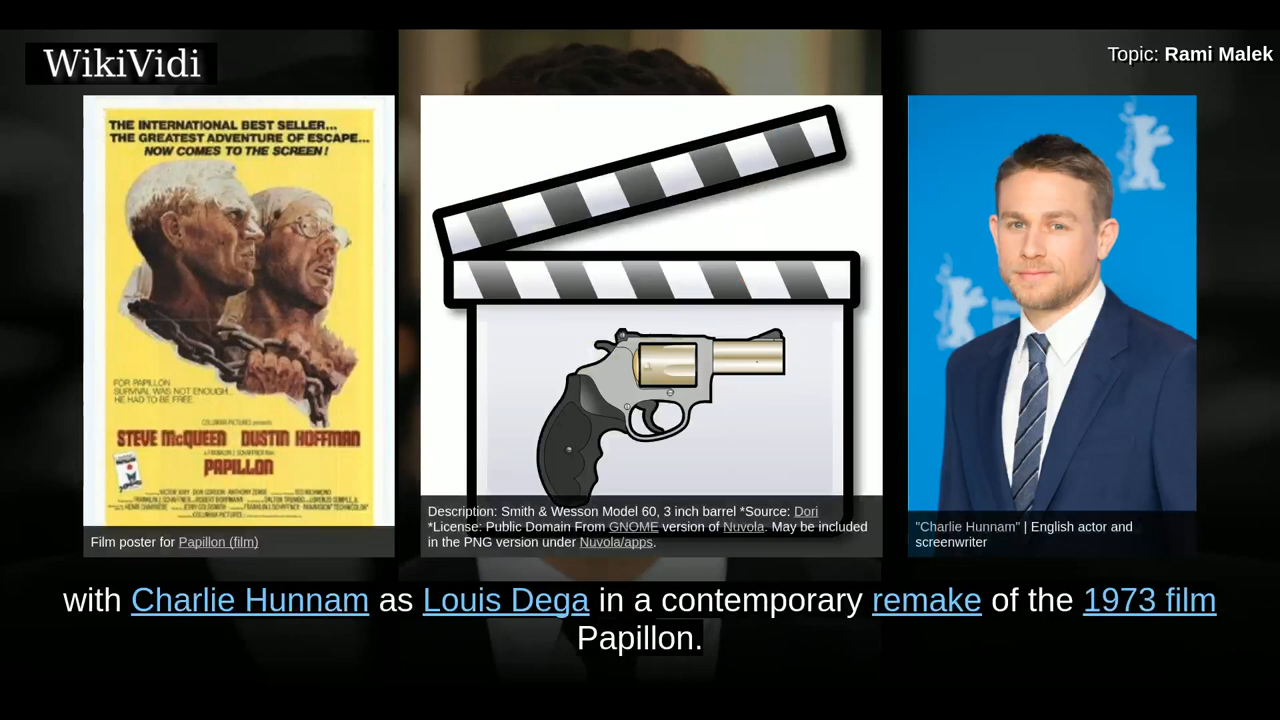 WikiVidi
Topic: Rami Malek
THE INTERNATIONAL BEST SELLER...
THE GREATEST ADVENTURE OF ESCAPE...
NOW COMES TO THE SCREEN!
FOR PAPILLON
SURVIVAL WAS NOT ENOUGH...
HE HAD TO BE FREE.
COLUMBIA PICTURES presents
STEVE McQUEEN DUSTIN HOFFMAN
PAPILLON
Film poster for Papillon (film)
Description: Smith & Wesson Model 60, 3 inch barrel *Source: Dori
*License: Public Domain From GNOME version of Nuvola. May be included
in the PNG version under Nuvola/apps.
"Charlie Hunnam" | English actor and
screenwriter
with Charlie Hunnam as Louis Dega in a contemporary remake of the 1973 film
Papillon.